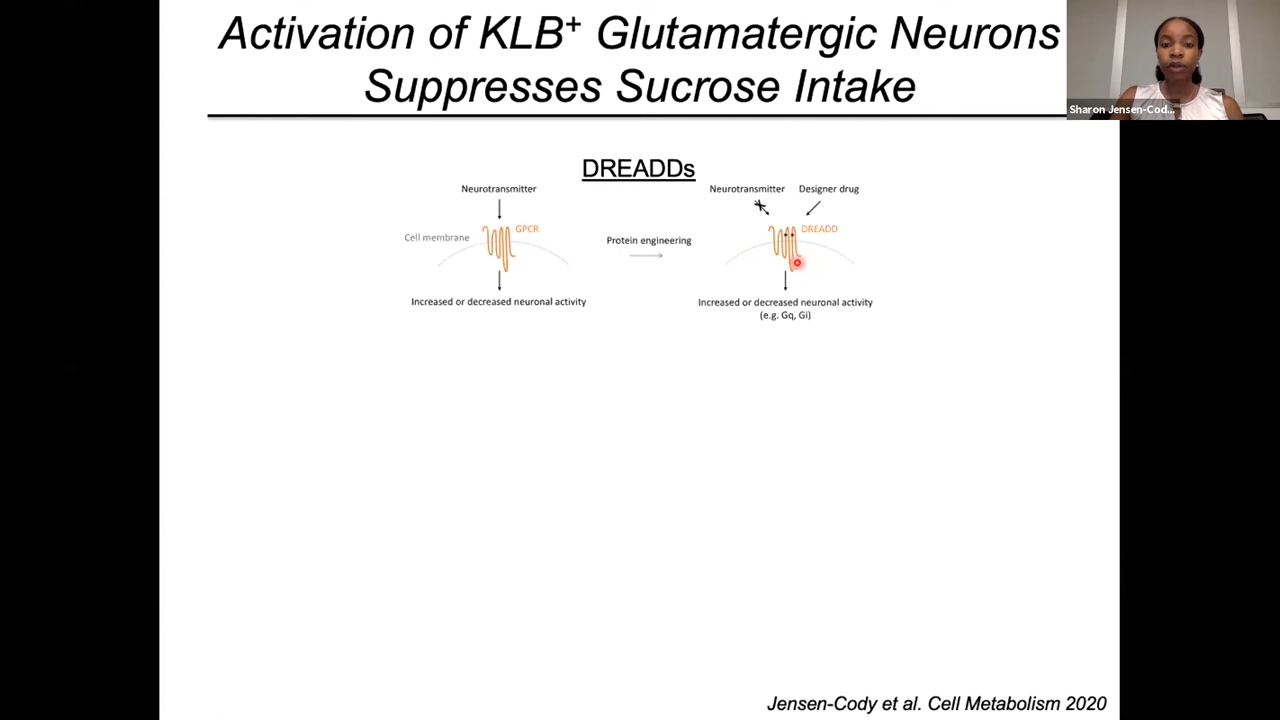 Activation of KLB⁺ Glutamatergic Neurons
Suppresses Sucrose Intake
Sharon Jensen-Cod...
DREADDs
Neurotransmitter
GPCR
Cell membrane
Increased or decreased neuronal activity
Protein engineering
Neurotransmitter
Designer drug
DREADD
Increased or decreased neuronal activity
(e.g. Gq, Gi)
Jensen-Cody et al. Cell Metabolism 2020